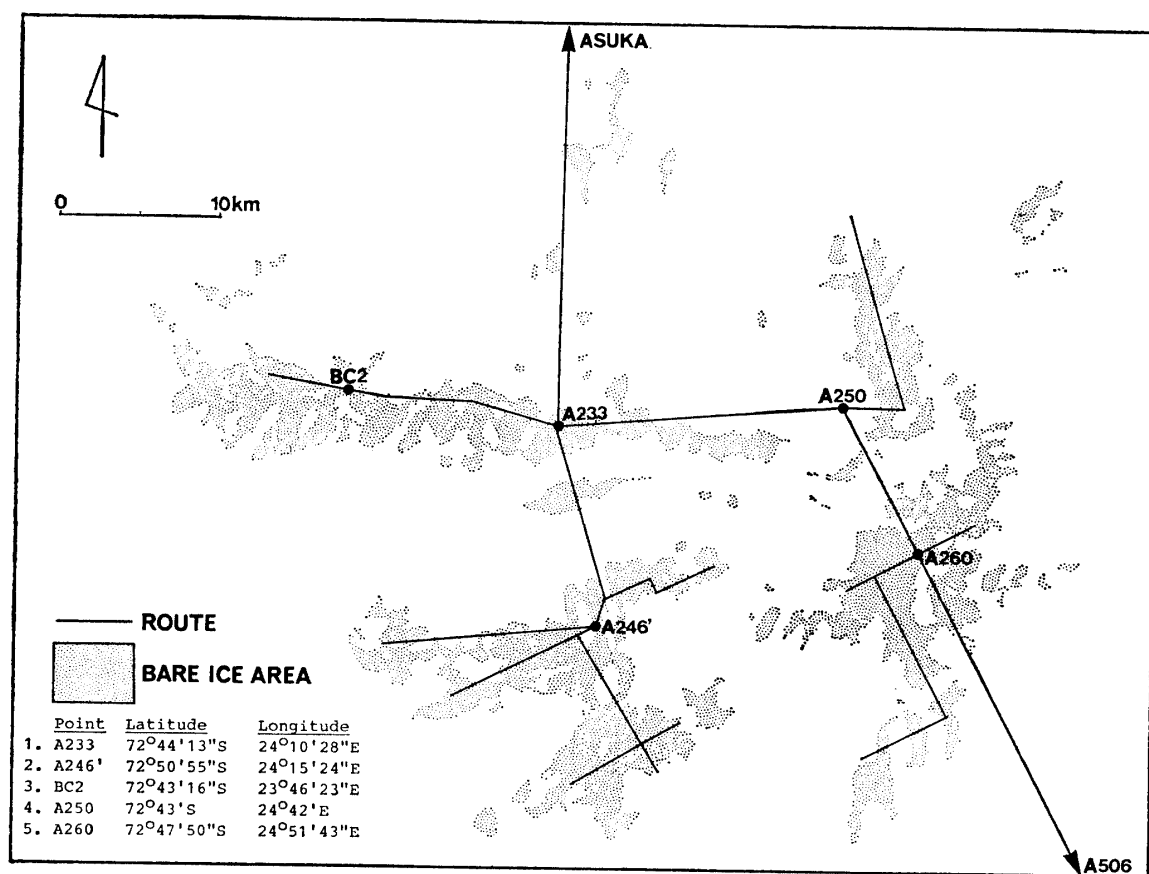 ASUKA
0 10km
BC2
A233
A250
A260
A246'
ROUTE
BARE ICE AREA
Point Latitude Longitude
1. A233 72°44'13"S 24°10'28"E
2. A246' 72°50'55"S 24°15'24"E
3. BC2 72°43'16"S 23°46'23"E
4. A250 72°43'S 24°42'E
5. A260 72°47'50"S 24°51'43"E
A506